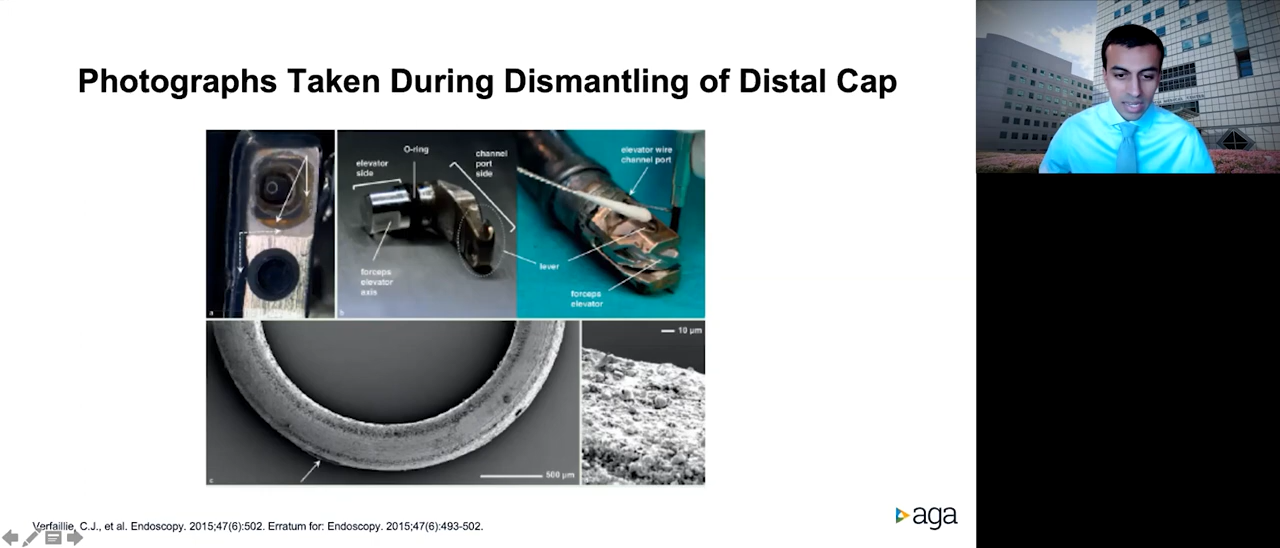 Photographs Taken During Dismantling of Distal Cap
elevator
side
O-ring
channel
port
side
forceps
elevator
axis
elevator wire
channel port
lever
forceps
elevator
a
b
10 µm
500 µm
c
Verfaillie, C.J., et al. Endoscopy. 2015;47(6):502. Erratum for: Endoscopy. 2015;47(6):493-502.
aga